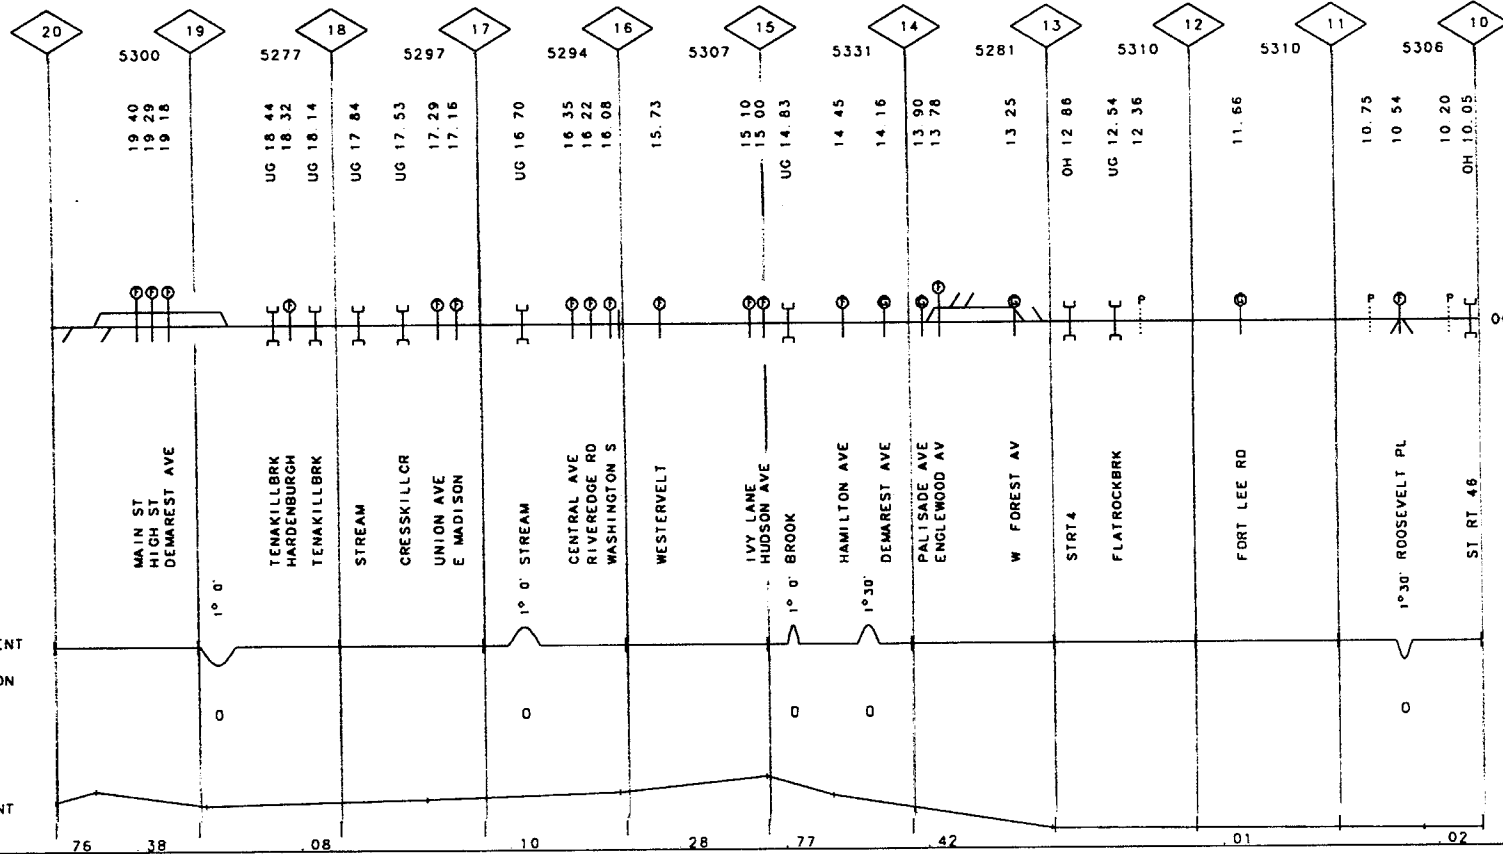 20 19 18 17 16 15 14 13 12 11 10
5300 5277 5297 5294 5307 5331 5281 5310 5310 5306
19 40
19 29
19 18
UG 18 44
18 32
UG 18.14
UG 17 84
UG 17.53
17.29
17.16
UG 16 70
16 35
16 22
16.08
15.73
15 10
15 00
UG 14.83
14 45
14 16
13 90
13 78
13 25
OH 12 88
UG 12.54
12 36
11.66
10.75
10 54
10 20
OH 10.05
F F F F F F F F F F F F F G G F G P G P F P
MAIN ST
HIGH ST
DEMAREST AVE
TENAKILLBRK
HARDENBURGH
TENAKILLBRK
STREAM
CRESSKILLCR
UNION AVE
E MADISON
STREAM
CENTRAL AVE
RIVEREDGE RD
WASHINGTON S
WESTERVELT
IVY LANE
HUDSON AVE
BROOK
HAMILTON AVE
DEMAREST AVE
PALISADE AVE
ENGLEWOOD AV
W FOREST AV
STRT4
FLATROCKBRK
FORT LEE RD
ROOSEVELT PL
ST RT 46
1° 0' 1° 0' 1° 0' 1°30' 1°30'
ENT
ON
0 0 0 0 0
NT
76 .38 .08 .10 .28 .77 .42 .01 .02